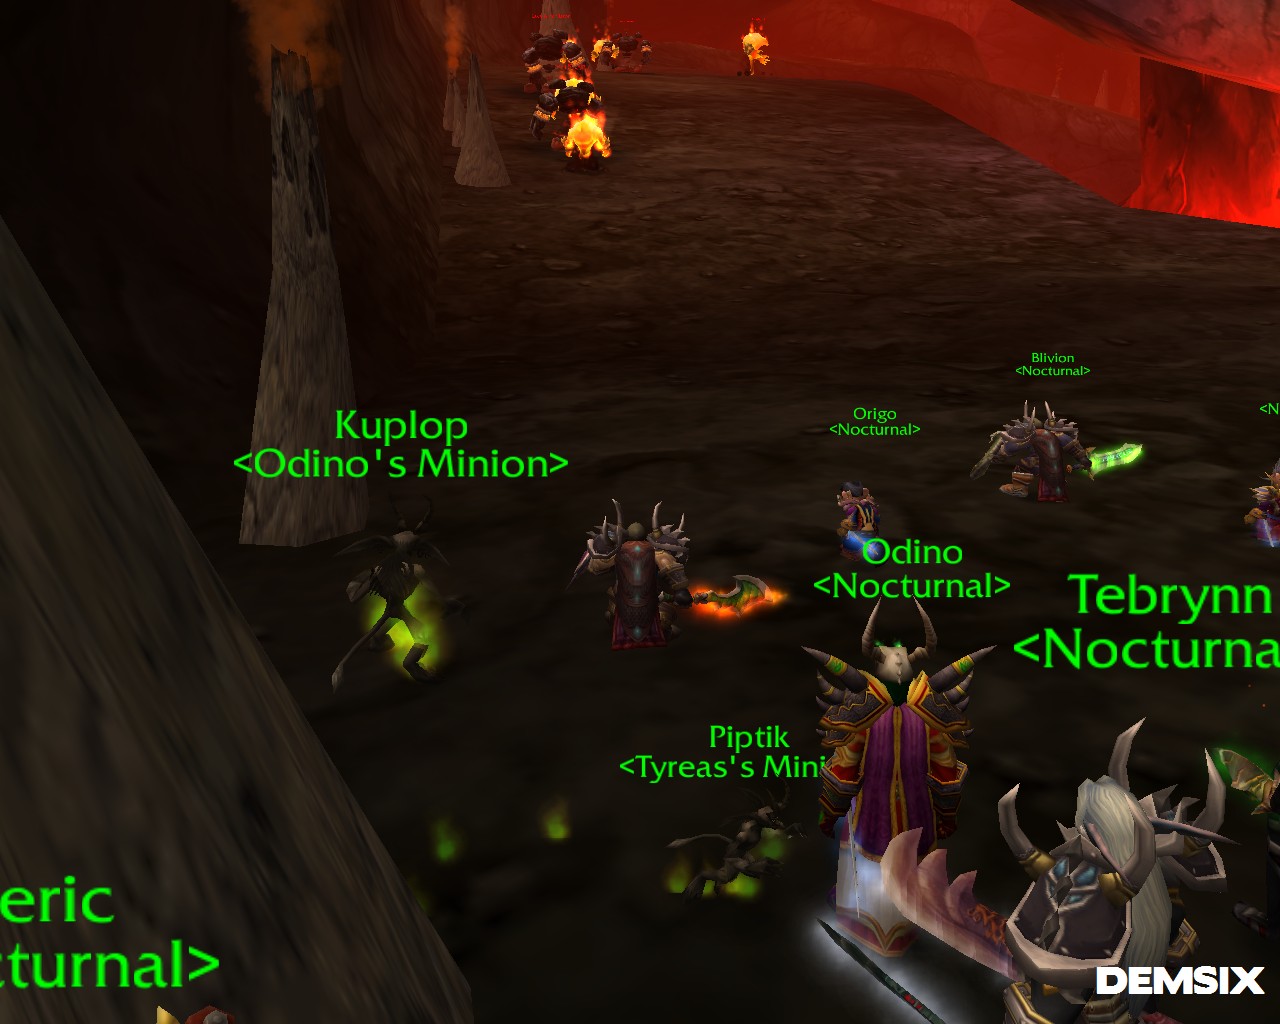 Blivion
<Nocturnal>
Origo
<Nocturnal>
<N
Kuplop
<Odino's Minion>
Odino
<Nocturnal>
Tebrynn
<Nocturna
Piptik
<Tyreas's Mini
eric
cturnal>
DEMSIX